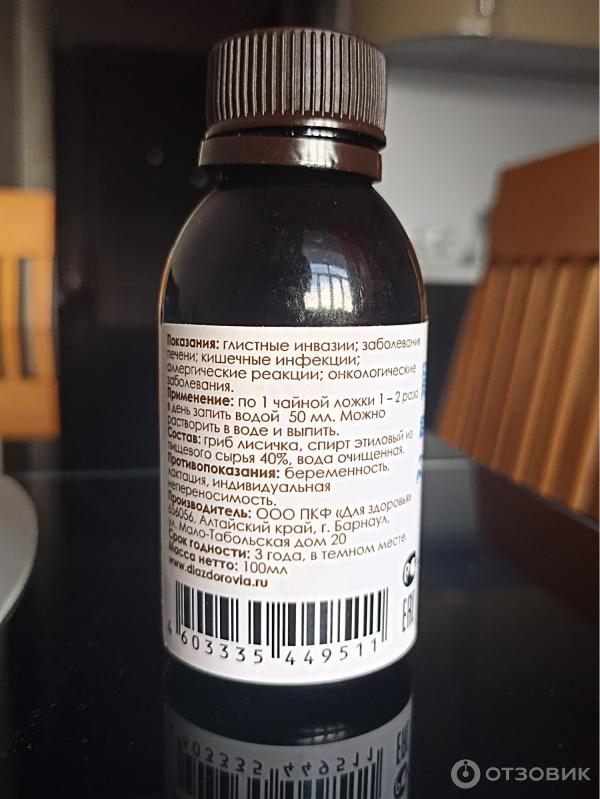 Показания: глистные инвазии; заболевания
печени; кишечные инфекции;
аллергические реакции; онкологические
заболевания.
Применение: по 1 чайной ложки 1 – 2 раза
в день запить водой 50 мл. Можно
растворить в воде и выпить.
Состав: гриб лисичка, спирт этиловый из
пищевого сырья 40%, вода очищенная.
Противопоказания: беременность,
лактация, индивидуальная
непереносимость.
Производитель: ООО ПКФ «Для здоровья»
656056, Алтайский край, г. Барнаул,
ул. Мало-Табольская дом 20
Срок годности: 3 года, в темном месте.
Масса нетто: 100мл
www.diazdorovia.ru
4 603335 449511
EAC
ОТЗОВИК